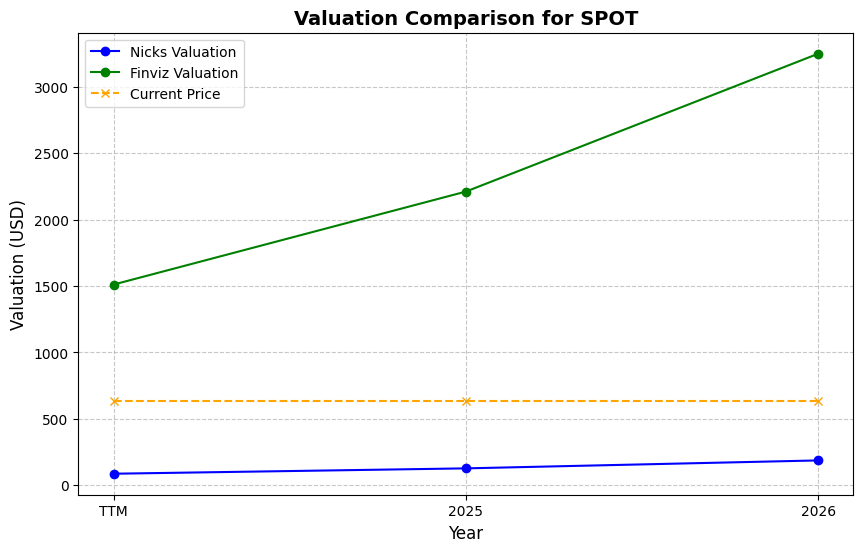 Valuation Comparison for SPOT
Nicks Valuation
Finviz Valuation
Current Price
Valuation (USD)
3000
2500
2000
1500
1000
500
0
TTM 2025 2026
Year